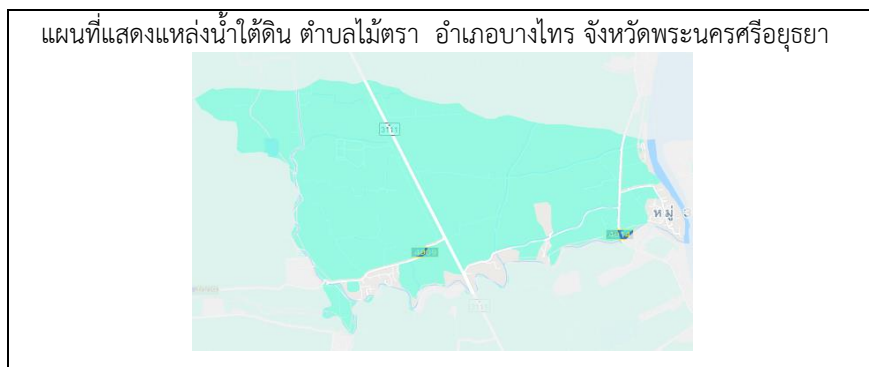 แผนที่แสดงแหล่งน้ำใต้ดิน ตำบลไม้ตรา อำเภอบางไทร จังหวัดพระนครศรีอยุธยา
หมู่